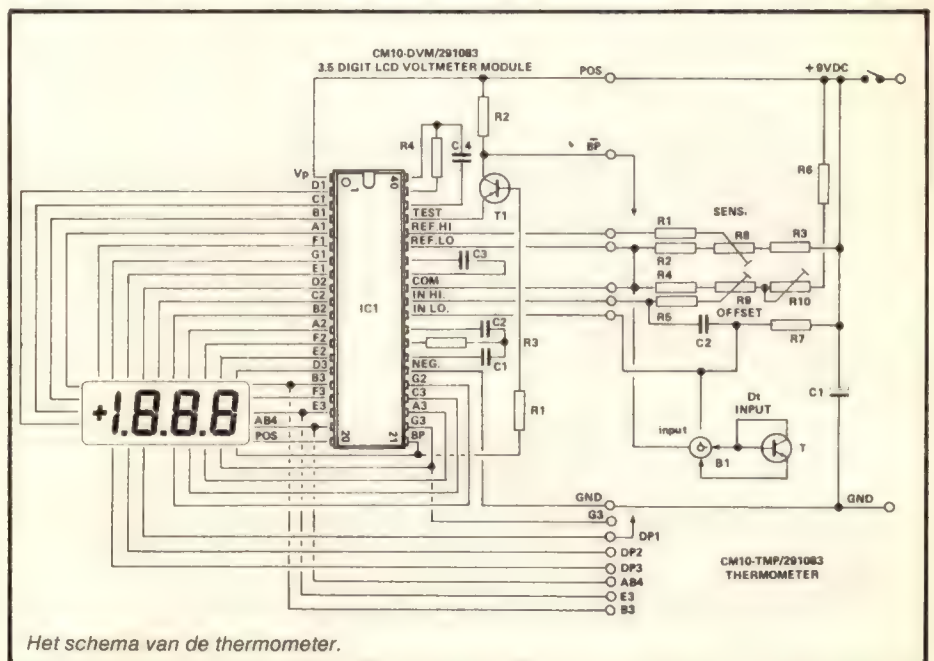 CM10-DVM/291083
3.5 DIGIT LCD VOLTMETER MODULE
POS
+9VDC
R2
R4
C4
BP
R6
Vp
D1
C1
B1
A1
F1
G1
E1
D2
C2
B2
A2
F2
E2
D3
B3
F3
E3
AB4
POS
1
40
20
21
IC1
T1
TEST
REF.HI
REF.LO
C3
COM
IN HI.
IN LO.
C2
R3
C1
NEG.
G2
C3
A3
G3
BP
R1
+1.8.8.8
R1
SENS.
R8
R3
R2
R4
R9
R10
R5
OFFSET
C2
R7
C1
Dt
INPUT
input
B1
T
GND
GND
G3
DP1
DP2
DP3
AB4
E3
B3
CM10-TMP/291083
THERMOMETER
Het schema van de thermometer.